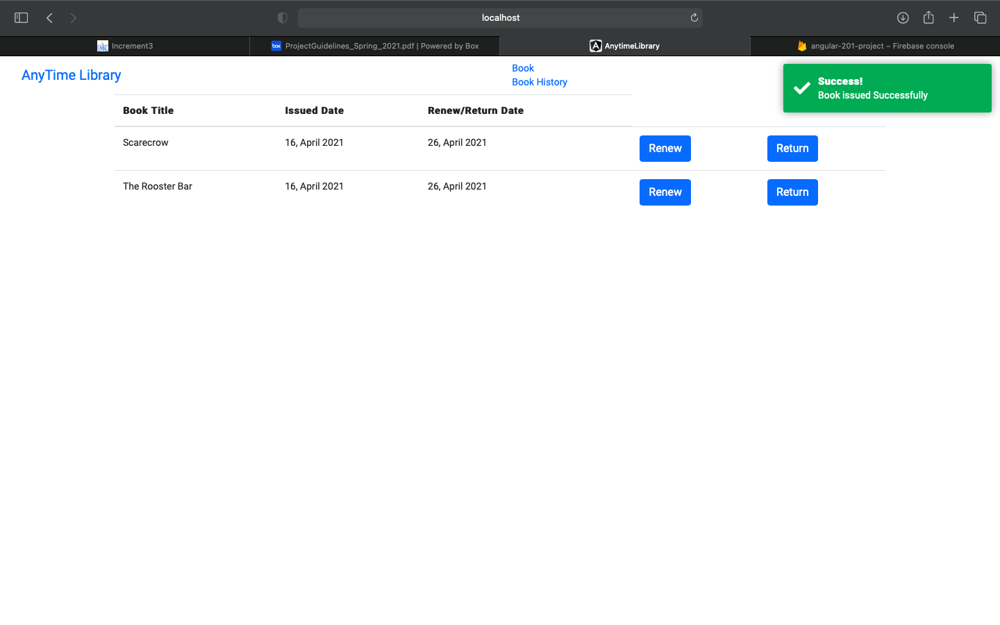 localhost
Increment3
box ProjectGuidelines_Spring_2021.pdf | Powered by Box
AnytimeLibrary
angular-201-project – Firebase console
AnyTime Library
Book
Book History
Success!
Book issued Successfully
Book Title Issued Date Renew/Return Date
Scarecrow 16, April 2021 26, April 2021 Renew Return
The Rooster Bar 16, April 2021 26, April 2021 Renew Return